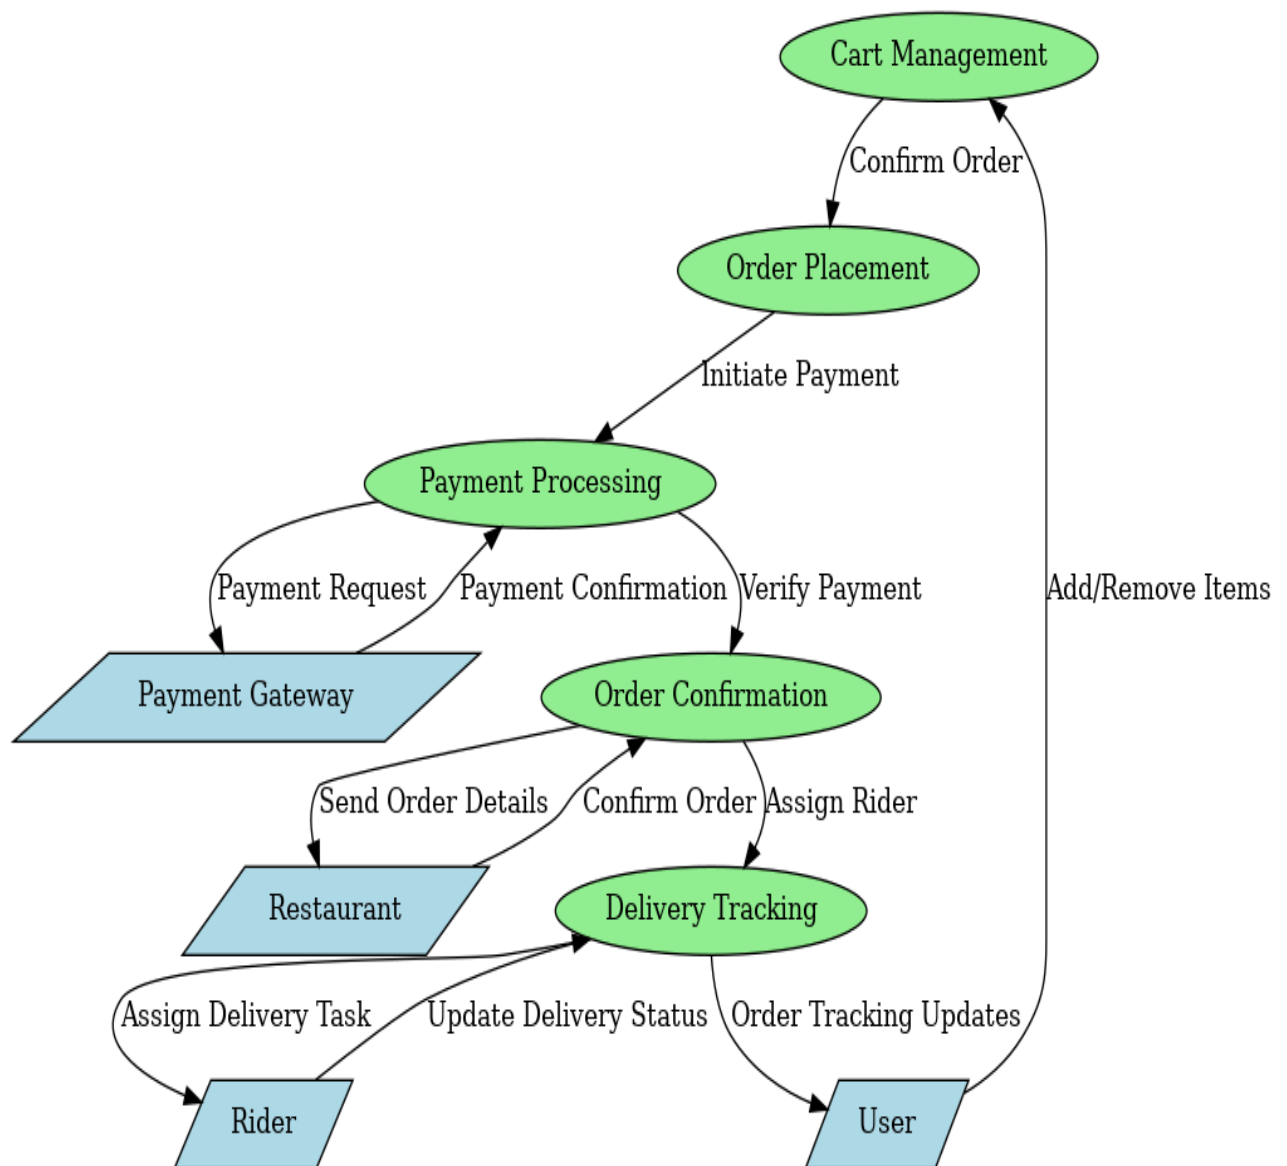 Cart Management
Confirm Order
Order Placement
Initiate Payment
Payment Processing
Payment Request
Payment Confirmation
Verify Payment
Add/Remove Items
Payment Gateway
Order Confirmation
Send Order Details
Confirm Order
Assign Rider
Restaurant
Delivery Tracking
Assign Delivery Task
Update Delivery Status
Order Tracking Updates
Rider
User